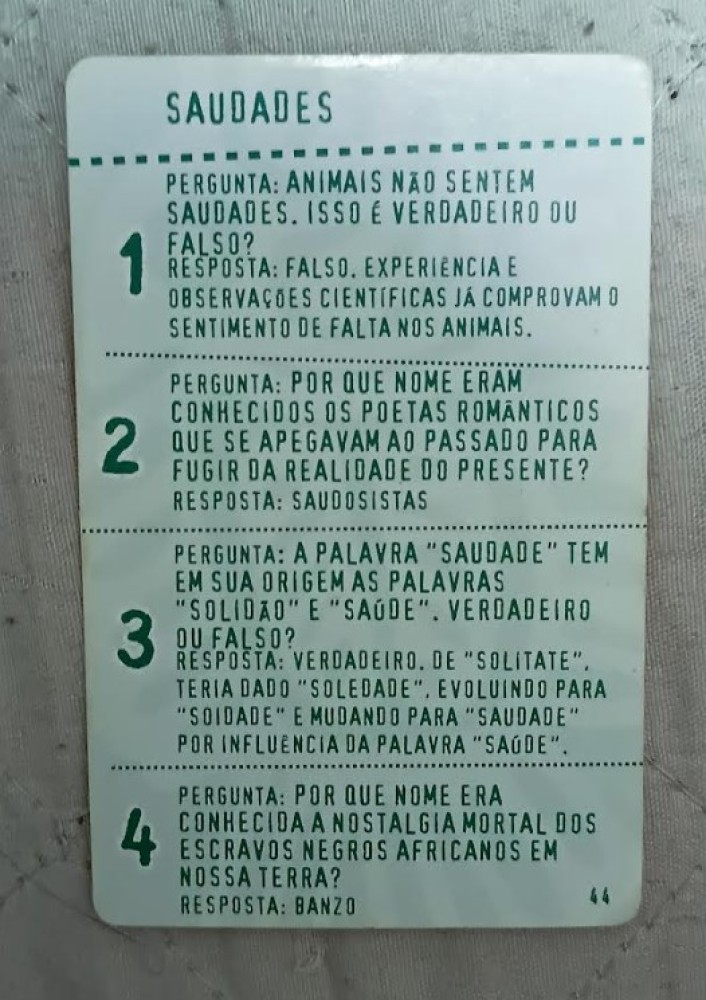 SAUDADES
PERGUNTA: ANIMAIS NÃO SENTEM
SAUDADES. ISSO É VERDADEIRO OU
FALSO?
1
RESPOSTA: FALSO. EXPERIÊNCIA E
OBSERVAÇÕES CIENTÍFICAS JÁ COMPROVAM O
SENTIMENTO DE FALTA NOS ANIMAIS.
PERGUNTA: POR QUE NOME ERAM
CONHECIDOS OS POETAS ROMÂNTICOS
2
QUE SE APEGAVAM AO PASSADO PARA
FUGIR DA REALIDADE DO PRESENTE?
RESPOSTA: SAUDOSISTAS
PERGUNTA: A PALAVRA "SAUDADE" TEM
EM SUA ORIGEM AS PALAVRAS
"SOLIDÃO" E "SAÚDE". VERDADEIRO
3
OU FALSO?
RESPOSTA: VERDADEIRO. DE "SOLITATE".
TERIA DADO "SOLEDADE". EVOLUINDO PARA
"SOIDADE" E MUDANDO PARA "SAUDADE"
POR INFLUÊNCIA DA PALAVRA "SAÚDE".
PERGUNTA: POR QUE NOME ERA
4
CONHECIDA A NOSTALGIA MORTAL DOS
ESCRAVOS NEGROS AFRICANOS EM
NOSSA TERRA?
RESPOSTA: BANZO
44